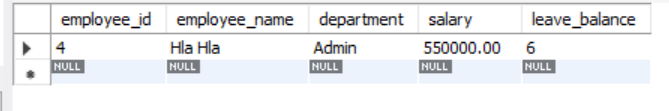 employee_id employee_name department salary leave_balance
4 Hla Hla Admin 550000.00 6
NULL NULL NULL NULL NULL